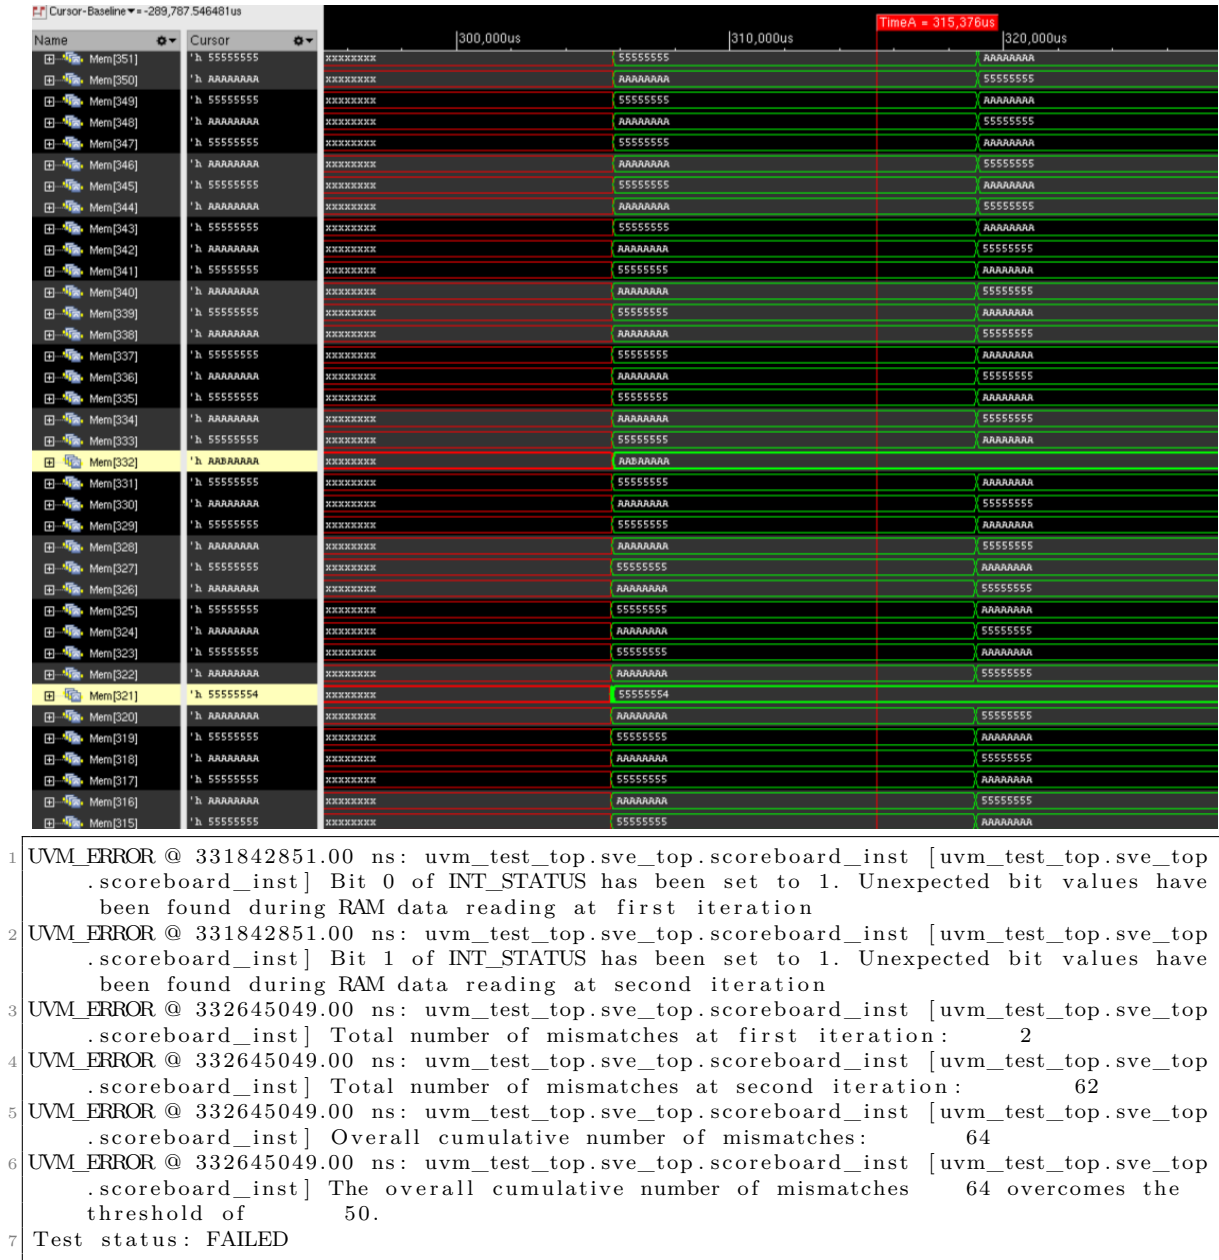 Cursor-Baseline ▾ = -289,787.546481us
TimeA = 315,376us
Name Cursor 300,000us 310,000us 320,000us
Mem[351] 'h 55555555 xxxxxxxx 55555555 AAAAAAAA
Mem[350] 'h AAAAAAAA xxxxxxxx AAAAAAAA 55555555
Mem[349] 'h 55555555 xxxxxxxx 55555555 AAAAAAAA
Mem[348] 'h AAAAAAAA xxxxxxxx AAAAAAAA 55555555
Mem[347] 'h 55555555 xxxxxxxx 55555555 AAAAAAAA
Mem[346] 'h AAAAAAAA xxxxxxxx AAAAAAAA 55555555
Mem[345] 'h 55555555 xxxxxxxx 55555555 AAAAAAAA
Mem[344] 'h AAAAAAAA xxxxxxxx AAAAAAAA 55555555
Mem[343] 'h 55555555 xxxxxxxx 55555555 AAAAAAAA
Mem[342] 'h AAAAAAAA xxxxxxxx AAAAAAAA 55555555
Mem[341] 'h 55555555 xxxxxxxx 55555555 AAAAAAAA
Mem[340] 'h AAAAAAAA xxxxxxxx AAAAAAAA 55555555
Mem[339] 'h 55555555 xxxxxxxx 55555555 AAAAAAAA
Mem[338] 'h AAAAAAAA xxxxxxxx AAAAAAAA 55555555
Mem[337] 'h 55555555 xxxxxxxx 55555555 AAAAAAAA
Mem[336] 'h AAAAAAAA xxxxxxxx AAAAAAAA 55555555
Mem[335] 'h 55555555 xxxxxxxx 55555555 AAAAAAAA
Mem[334] 'h AAAAAAAA xxxxxxxx AAAAAAAA 55555555
Mem[333] 'h 55555555 xxxxxxxx 55555555 AAAAAAAA
Mem[332] 'h AABAAAAA xxxxxxxx AABAAAAA
Mem[331] 'h 55555555 xxxxxxxx 55555555 AAAAAAAA
Mem[330] 'h AAAAAAAA xxxxxxxx AAAAAAAA 55555555
Mem[329] 'h 55555555 xxxxxxxx 55555555 AAAAAAAA
Mem[328] 'h AAAAAAAA xxxxxxxx AAAAAAAA 55555555
Mem[327] 'h 55555555 xxxxxxxx 55555555 AAAAAAAA
Mem[326] 'h AAAAAAAA xxxxxxxx AAAAAAAA 55555555
Mem[325] 'h 55555555 xxxxxxxx 55555555 AAAAAAAA
Mem[324] 'h AAAAAAAA xxxxxxxx AAAAAAAA 55555555
Mem[323] 'h 55555555 xxxxxxxx 55555555 AAAAAAAA
Mem[322] 'h AAAAAAAA xxxxxxxx AAAAAAAA 55555555
Mem[321] 'h 55555554 xxxxxxxx 55555554
Mem[320] 'h AAAAAAAA xxxxxxxx AAAAAAAA 55555555
Mem[319] 'h 55555555 xxxxxxxx 55555555 AAAAAAAA
Mem[318] 'h AAAAAAAA xxxxxxxx AAAAAAAA 55555555
Mem[317] 'h 55555555 xxxxxxxx 55555555 AAAAAAAA
Mem[316] 'h AAAAAAAA xxxxxxxx AAAAAAAA 55555555
Mem[315] 'h 55555555 xxxxxxxx 55555555 AAAAAAAA
1 UVM_ERROR @ 331842851.00 ns: uvm_test_top.sve_top.scoreboard_inst [uvm_test_top.sve_top
.scoreboard_inst] Bit 0 of INT_STATUS has been set to 1. Unexpected bit values have
been found during RAM data reading at first iteration
2 UVM_ERROR @ 331842851.00 ns: uvm_test_top.sve_top.scoreboard_inst [uvm_test_top.sve_top
.scoreboard_inst] Bit 1 of INT_STATUS has been set to 1. Unexpected bit values have
been found during RAM data reading at second iteration
3 UVM_ERROR @ 332645049.00 ns: uvm_test_top.sve_top.scoreboard_inst [uvm_test_top.sve_top
.scoreboard_inst] Total number of mismatches at first iteration: 2
4 UVM_ERROR @ 332645049.00 ns: uvm_test_top.sve_top.scoreboard_inst [uvm_test_top.sve_top
.scoreboard_inst] Total number of mismatches at second iteration: 62
5 UVM_ERROR @ 332645049.00 ns: uvm_test_top.sve_top.scoreboard_inst [uvm_test_top.sve_top
.scoreboard_inst] Overall cumulative number of mismatches: 64
6 UVM_ERROR @ 332645049.00 ns: uvm_test_top.sve_top.scoreboard_inst [uvm_test_top.sve_top
.scoreboard_inst] The overall cumulative number of mismatches 64 overcomes the
threshold of 50.
7 Test status: FAILED